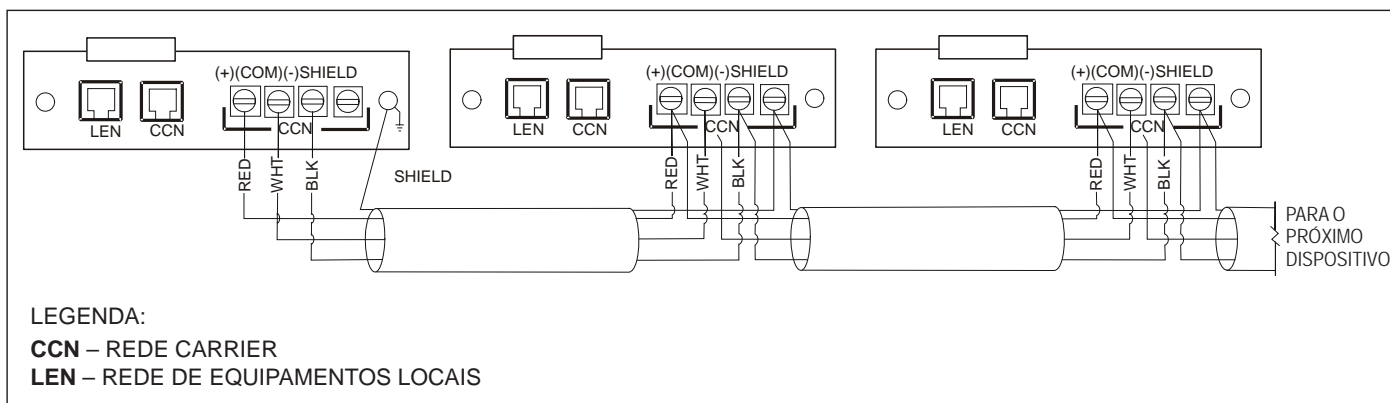 (+)(COM)(-)SHIELD
LEN
CCN
CCN
RED
WHT
BLK
SHIELD
(+)(COM)(-)SHIELD
LEN
CCN
CCN
RED
WHT
BLK
(+)(COM)(-)SHIELD
LEN
CCN
CCN
RED
WHT
BLK
PARA O
PRÓXIMO
DISPOSITIVO
LEGENDA:
CCN – REDE CARRIER
LEN – REDE DE EQUIPAMENTOS LOCAIS